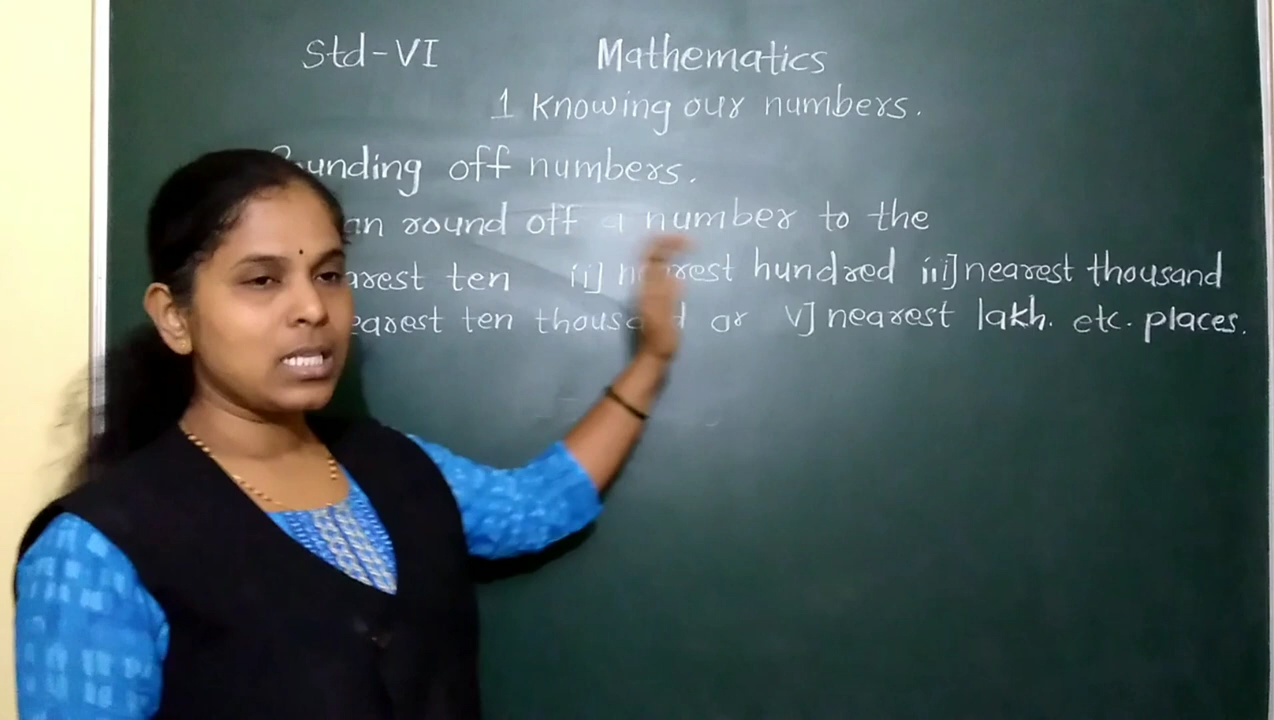 Std-VI Mathematics
1 Knowing our numbers.
Rounding off numbers.
an round off a number to the
arest ten ii] nearest hundred iii] nearest thousand
earest ten thousand or v] nearest lakh. etc. places.